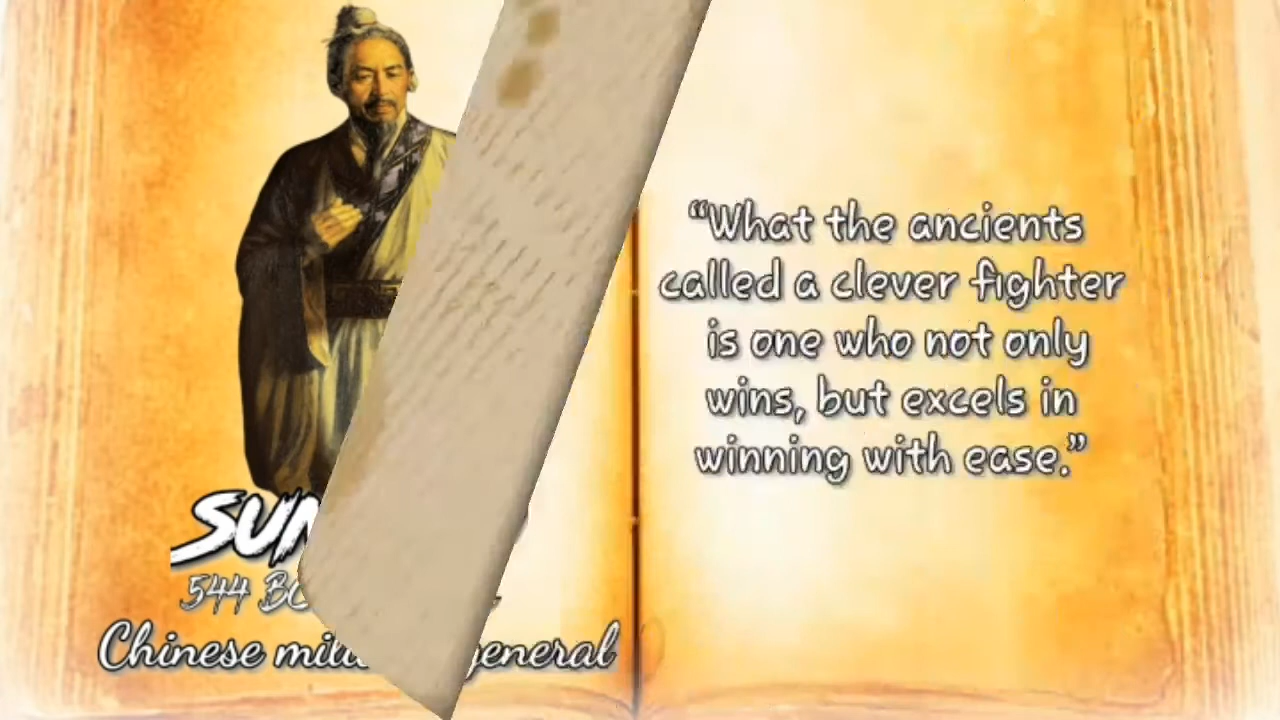 SUN
544 BC
Chinese general
“What the ancients
called a clever fighter
is one who not only
wins, but excels in
winning with ease.”